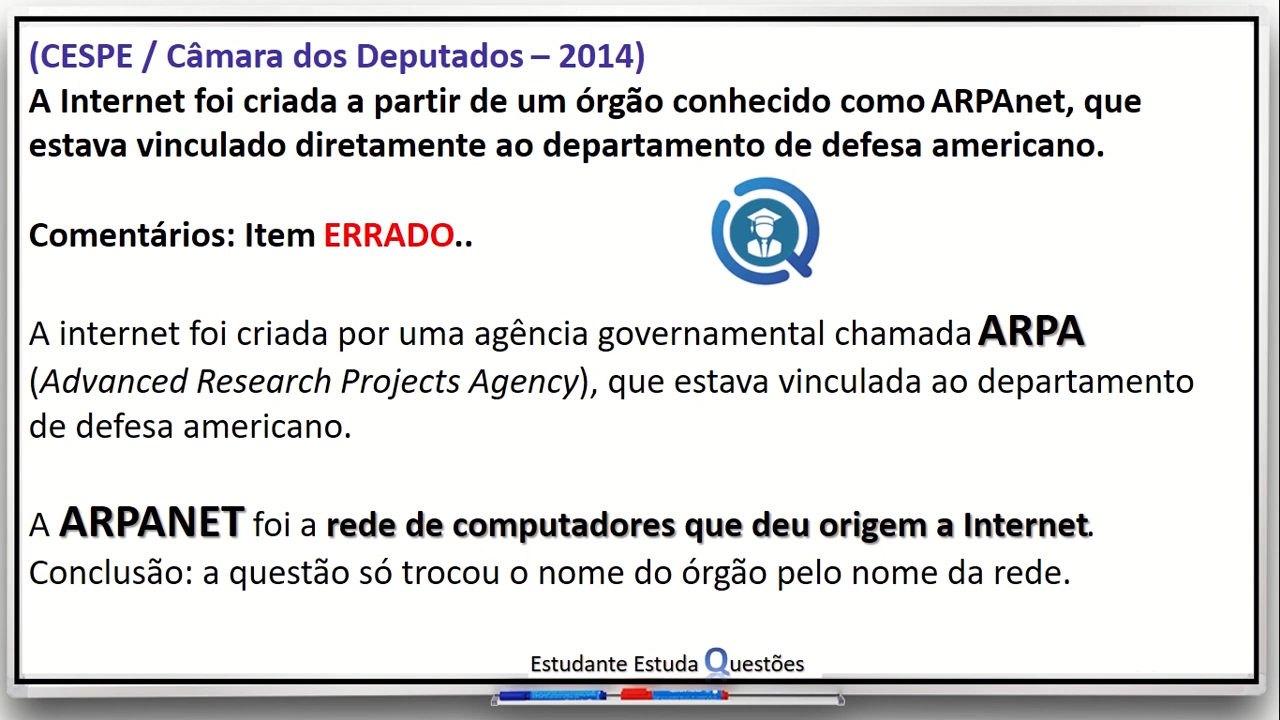 (CESPE / Câmara dos Deputados – 2014)
A Internet foi criada a partir de um órgão conhecido como ARPAnet, que
estava vinculado diretamente ao departamento de defesa americano.
Comentários: Item ERRADO..
A internet foi criada por uma agência governamental chamada ARPA
(Advanced Research Projects Agency), que estava vinculada ao departamento
de defesa americano.
A ARPANET foi a rede de computadores que deu origem a Internet.
Conclusão: a questão só trocou o nome do órgão pelo nome da rede.
Estudante Estuda Questões